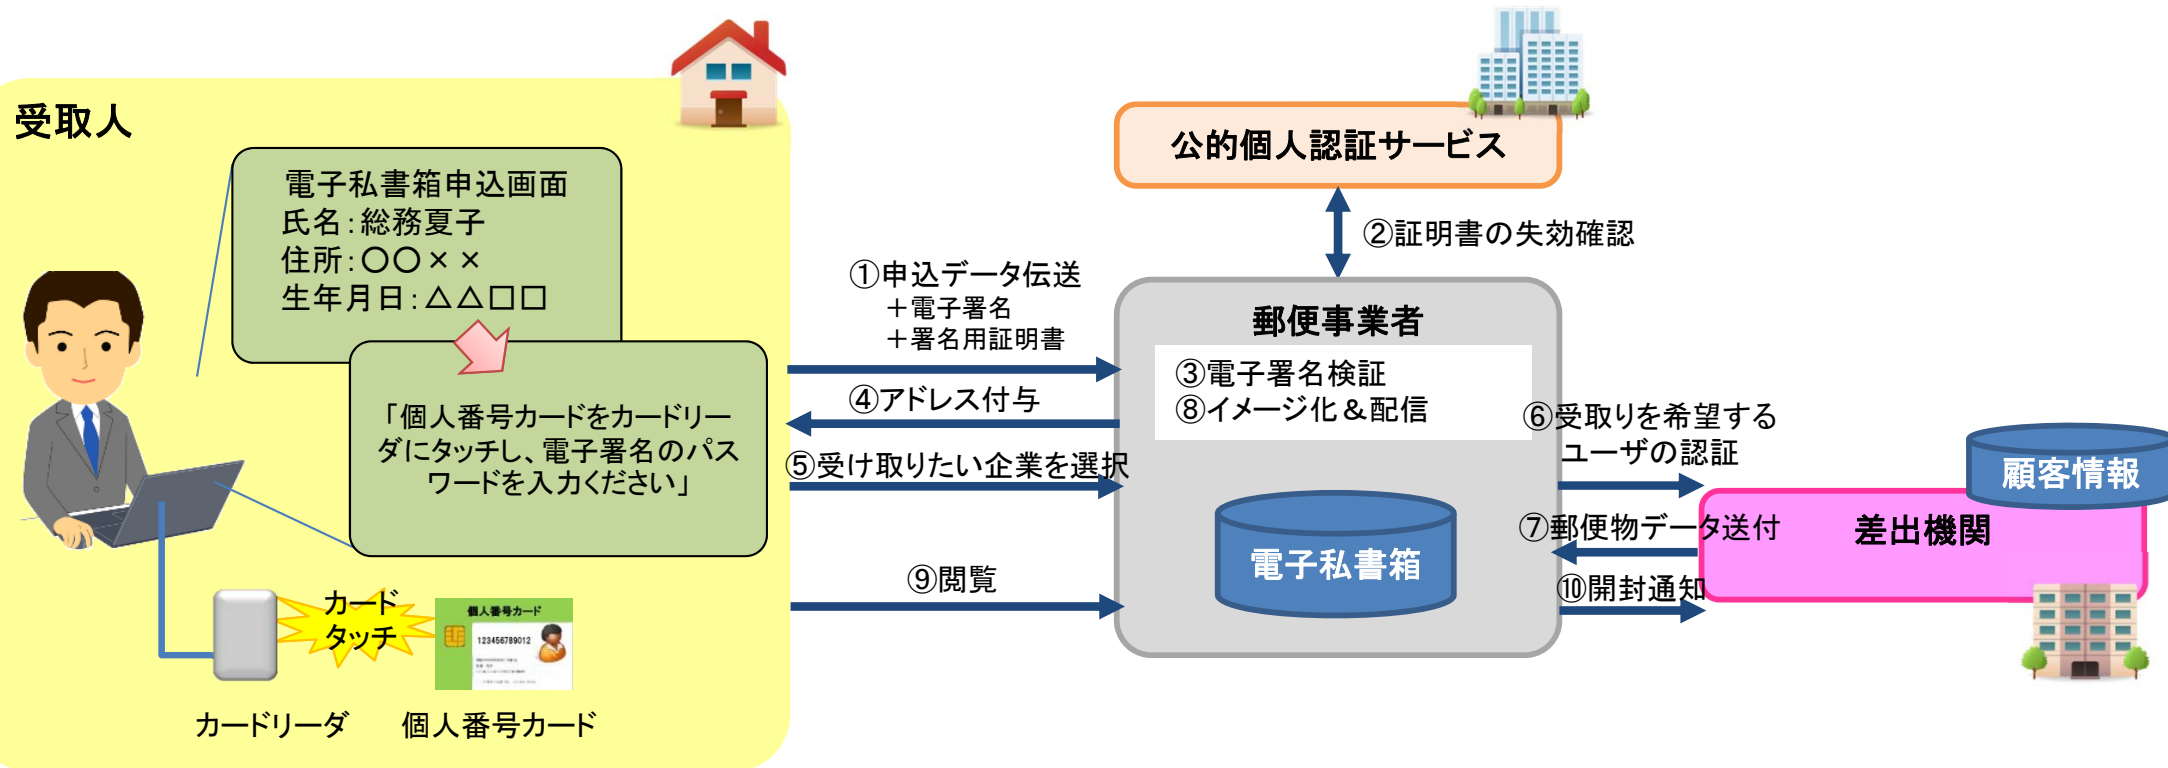 受取人
電子私書箱申込画面
氏名：総務夏子
住所：〇〇××
生年月日：△△□□
「個人番号カードをカードリー
ダにタッチし、電子署名のパス
ワードを入力ください」
カード
タッチ
個人番号カード
123456789012
カードリーダ
個人番号カード
①申込データ伝送
＋電子署名
＋署名用証明書
④アドレス付与
⑤受け取りたい企業を選択
⑨閲覧
公的個人認証サービス
②証明書の失効確認
郵便事業者
③電子署名検証
⑧イメージ化＆配信
電子私書箱
⑥受取りを希望する
ユーザの認証
⑦郵便物データ送付
⑩開封通知
顧客情報
差出機関